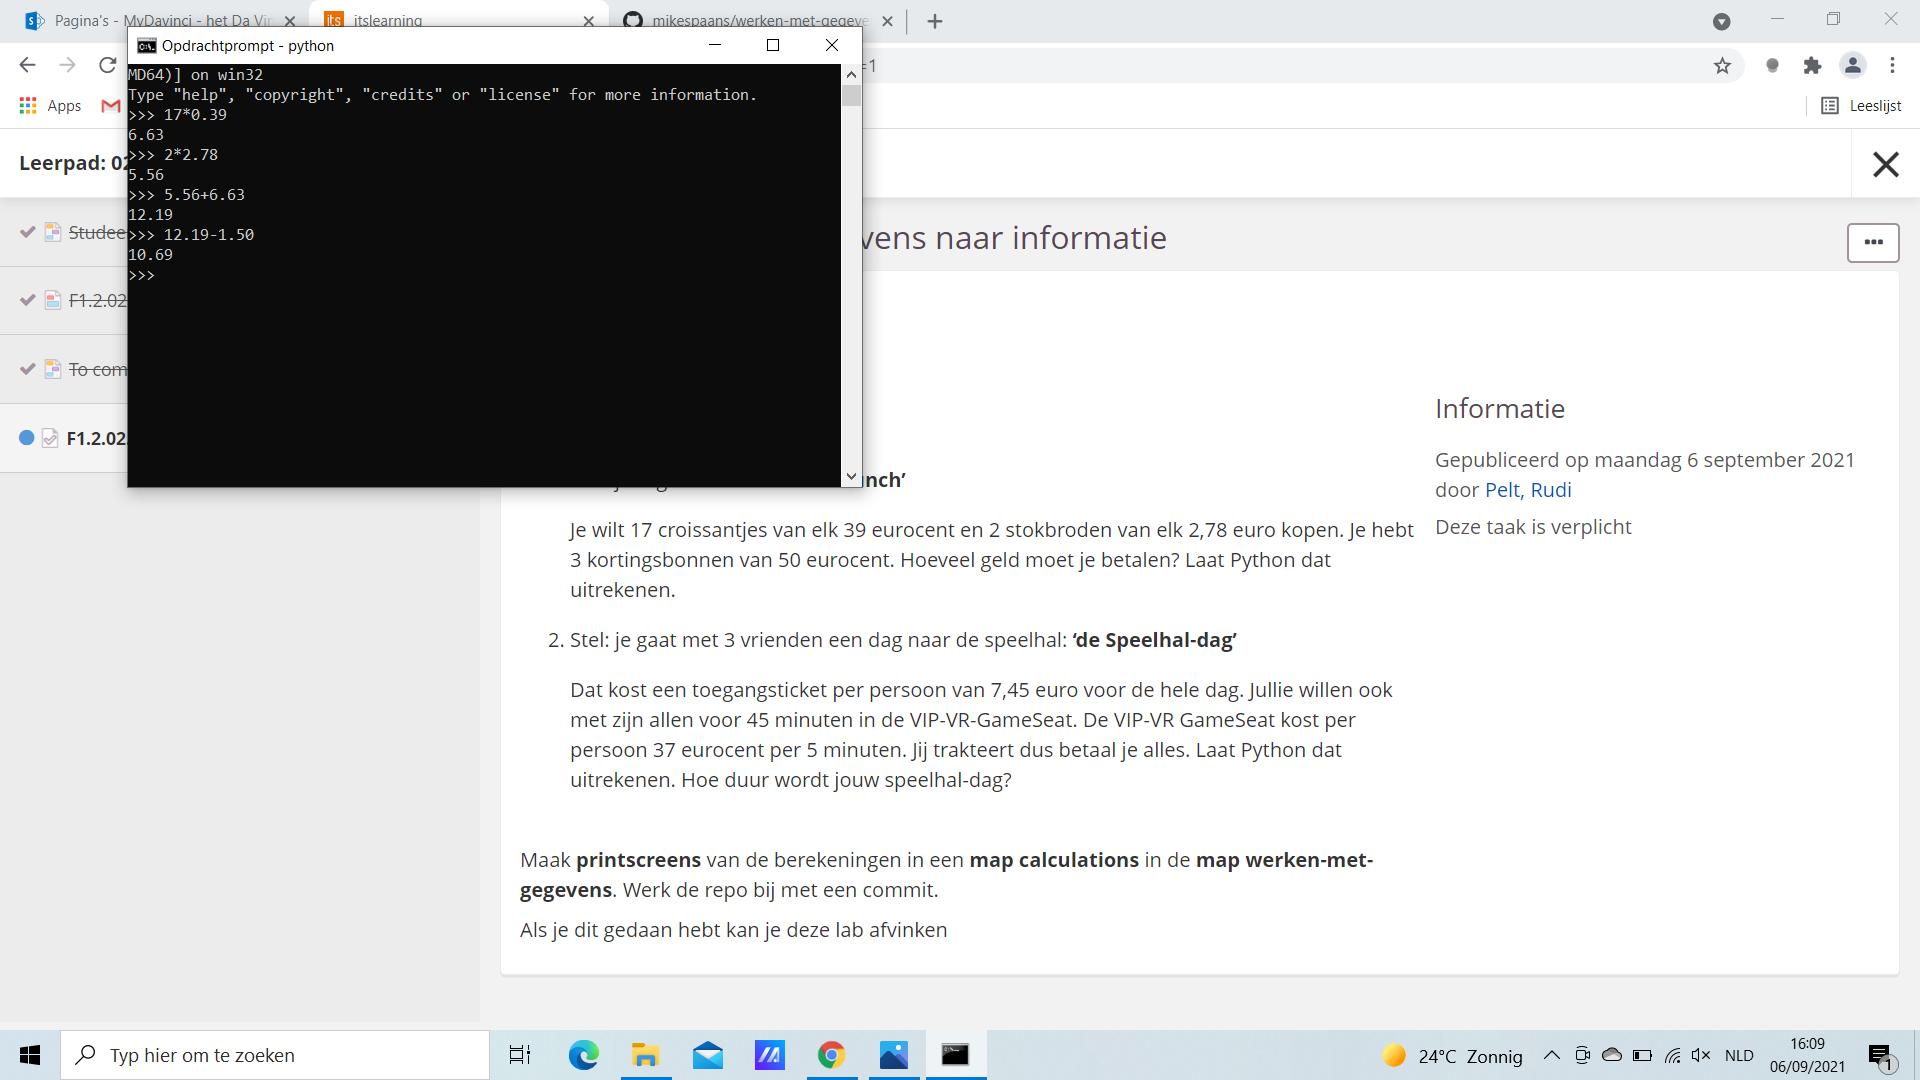 Pagina's - MyDavinci - het Da Vin
itslearning
mikespaans/werken-met-gegeve
Opdrachtprompt - python
=1
Apps
Leeslijst
MD64)] on win32
Type "help", "copyright", "credits" or "license" for more information.
>>> 17*0.39
6.63
>>> 2*2.78
5.56
>>> 5.56+6.63
12.19
>>> 12.19-1.50
10.69
>>>
Leerpad: 02
Studee
F1.2.02
To com
F1.2.02.
vens naar informatie
Informatie
Gepubliceerd op maandag 6 september 2021
door Pelt, Rudi
Deze taak is verplicht
nch’
Je wilt 17 croissantjes van elk 39 eurocent en 2 stokbroden van elk 2,78 euro kopen. Je hebt
3 kortingsbonnen van 50 eurocent. Hoeveel geld moet je betalen? Laat Python dat
uitrekenen.
2. Stel: je gaat met 3 vrienden een dag naar de speelhal: ‘de Speelhal-dag’
Dat kost een toegangsticket per persoon van 7,45 euro voor de hele dag. Jullie willen ook
met zijn allen voor 45 minuten in de VIP-VR-GameSeat. De VIP-VR GameSeat kost per
persoon 37 eurocent per 5 minuten. Jij trakteert dus betaal je alles. Laat Python dat
uitrekenen. Hoe duur wordt jouw speelhal-dag?
Maak printscreens van de berekeningen in een map calculations in de map werken-met-
gegevens. Werk de repo bij met een commit.
Als je dit gedaan hebt kan je deze lab afvinken
Typ hier om te zoeken
24°C Zonnig
NLD
16:09
06/09/2021
1